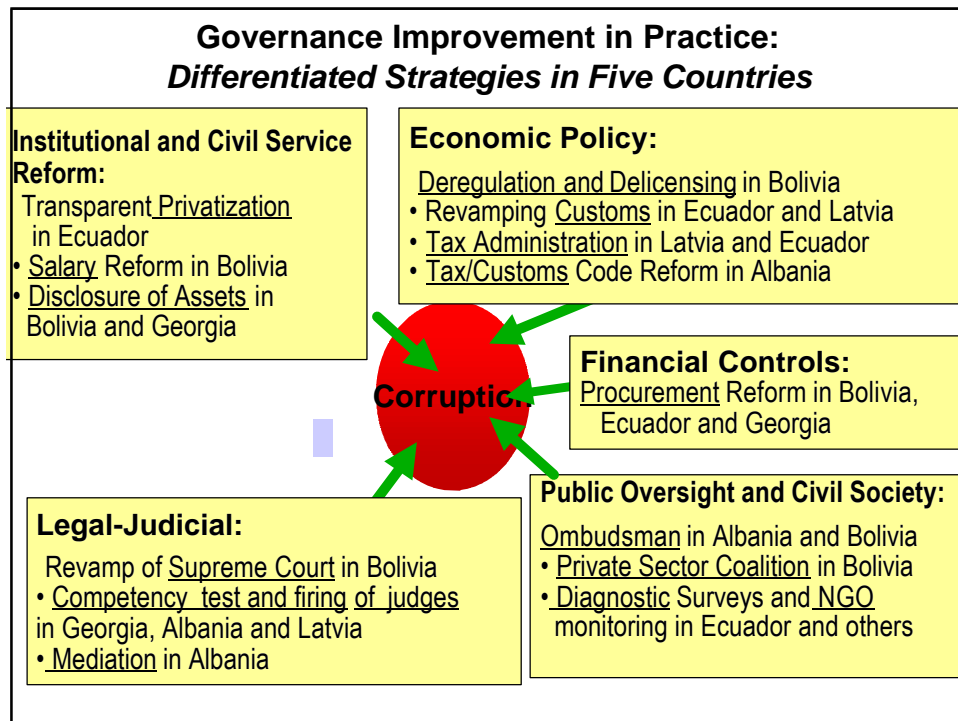 Governance Improvement in Practice:
Differentiated Strategies in Five Countries
Institutional and Civil Service
Reform:
Transparent Privatization
in Ecuador
• Salary Reform in Bolivia
• Disclosure of Assets in
Bolivia and Georgia
Economic Policy:
Deregulation and Delicensing in Bolivia
• Revamping Customs in Ecuador and Latvia
• Tax Administration in Latvia and Ecuador
• Tax/Customs Code Reform in Albania
Corruption
Financial Controls:
Procurement Reform in Bolivia,
Ecuador and Georgia
Legal-Judicial:
Revamp of Supreme Court in Bolivia
• Competency test and firing of judges
in Georgia, Albania and Latvia
• Mediation in Albania
Public Oversight and Civil Society:
Ombudsman in Albania and Bolivia
• Private Sector Coalition in Bolivia
• Diagnostic Surveys and NGO
monitoring in Ecuador and others